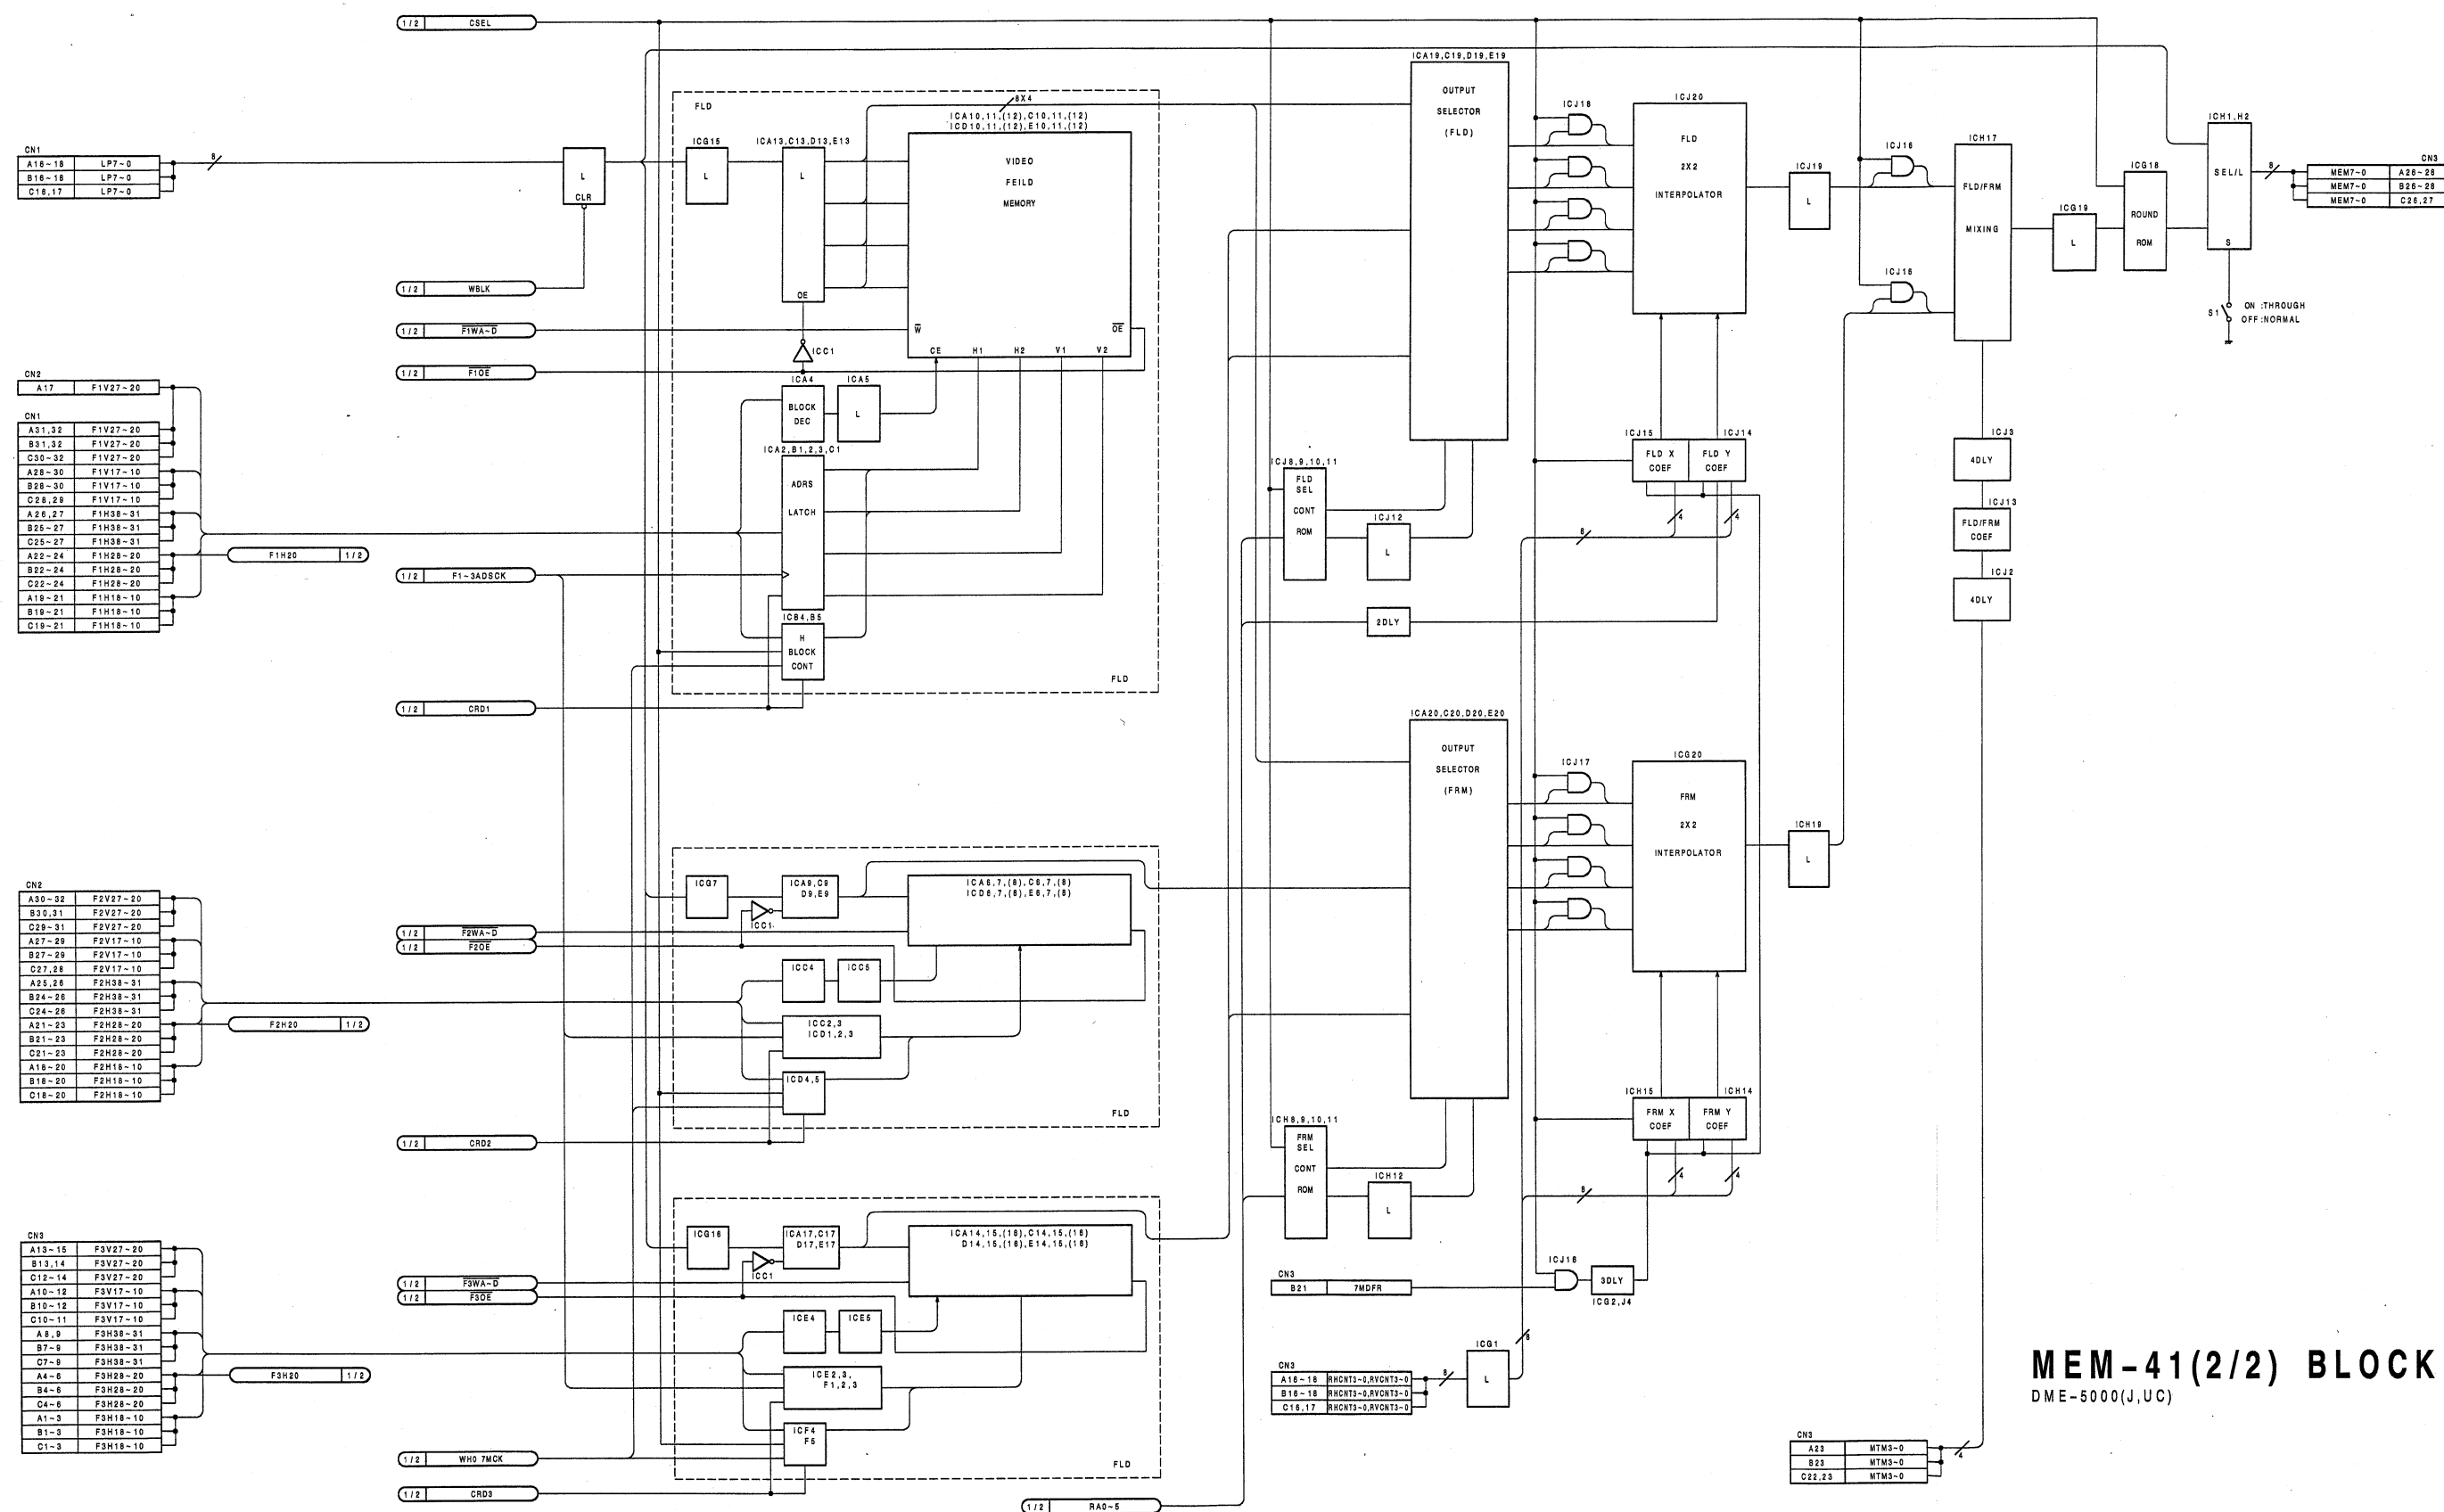 1/2 CSEL
CN1
A16~18 LP7~0
B16~18 LP7~0
C16,17 LP7~0
8
L
CLR
1/2 WBLK
1/2 F1WA~D
1/2 F1OE
CN2
A17 F1V27~20
CN1
A31,32 F1V27~20
B31,32 F1V27~20
C30~32 F1V27~20
A28~30 F1V17~10
B28~30 F1V17~10
C28,29 F1V17~10
A26,27 F1H38~31
B25~27 F1H38~31
C25~27 F1H38~31
A22~24 F1H28~20
B22~24 F1H28~20
C22~24 F1H28~20
A19~21 F1H18~10
B19~21 F1H18~10
C19~21 F1H18~10
F1H20 1/2
1/2 F1~3ADSCK
1/2 CRD1
FLD
ICG15
L
ICA13,C13,D13,E13
L
OE
8X4
ICA10,11,(12),C10,11,(12)
ICD10,11,(12),E10,11,(12)
VIDEO
FEILD
MEMORY
W
OE
CE H1 H2 V1 V2
ICC1
ICA4
BLOCK
DEC
ICA5
L
ICA2,B1,2,3,C1
ADRS
LATCH
ICB4,B5
H
BLOCK
CONT
FLD
ICA19,C19,D19,E19
OUTPUT
SELECTOR
(FLD)
ICJ18
ICJ20
FLD
2X2
INTERPOLATOR
ICJ19
L
ICJ16
ICJ16
ICH17
FLD/FRM
MIXING
ICG19
L
ICG18
ROUND
ROM
ICH1,H2
SEL/L
S
8
CN3
MEM7~0 A26~28
MEM7~0 B26~28
MEM7~0 C26,27
S1
ON :THROUGH
OFF:NORMAL
ICJ15
FLD X
COEF
ICJ14
FLD Y
COEF
4
4
8
ICJ8,9,10,11
FLD
SEL
CONT
ROM
ICJ12
L
2DLY
ICJ3
4DLY
ICJ13
FLD/FRM
COEF
ICJ2
4DLY
CN2
A30~32 F2V27~20
B30,31 F2V27~20
C29~31 F2V27~20
A27~29 F2V17~10
B27~29 F2V17~10
C27,28 F2V17~10
A25,26 F2H38~31
B24~26 F2H38~31
C24~26 F2H38~31
A21~23 F2H28~20
B21~23 F2H28~20
C21~23 F2H28~20
A18~20 F2H18~10
B18~20 F2H18~10
C18~20 F2H18~10
F2H20 1/2
1/2 F2WA~D
1/2 F2OE
1/2 CRD2
ICG7
ICA9,C9
D9,E9
ICC1
ICA6,7,(8),C6,7,(8)
ICD6,7,(8),E6,7,(8)
ICC4
ICC5
ICC2,3
ICD1,2,3
ICD4,5
FLD
ICA20,C20,D20,E20
OUTPUT
SELECTOR
(FRM)
ICJ17
ICG20
FRM
2X2
INTERPOLATOR
ICH19
L
ICH15
FRM X
COEF
ICH14
FRM Y
COEF
4
4
8
ICH8,9,10,11
FRM
SEL
CONT
ROM
ICH12
L
CN3
A13~15 F3V27~20
B13,14 F3V27~20
C12~14 F3V27~20
A10~12 F3V17~10
B10~12 F3V17~10
C10~11 F3V17~10
A8,9 F3H38~31
B7~9 F3H38~31
C7~9 F3H38~31
A4~6 F3H28~20
B4~6 F3H28~20
C4~6 F3H28~20
A1~3 F3H18~10
B1~3 F3H18~10
C1~3 F3H18~10
F3H20 1/2
1/2 F3WA~D
1/2 F3OE
1/2 WH0 7MCK
1/2 CRD3
ICG16
ICA17,C17
D17,E17
ICC1
ICA14,15,(16),C14,15,(16)
D14,15,(16),E14,15,(16)
ICE4
ICE5
ICE2,3,
F1,2,3
ICF4
F5
FLD
1/2 RA0~5
CN3
B21 7MDFR
ICJ16
3DLY
ICG2,J4
CN3
A16~18 RHCNT3~0,RVCNT3~0
B16~18 RHCNT3~0,RVCNT3~0
C16,17 RHCNT3~0,RVCNT3~0
8
ICG1
L
8
CN3
A23 MTM3~0
B23 MTM3~0
C22,23 MTM3~0
4
MEM-41(2/2) BLOCK
DME-5000(J,UC)